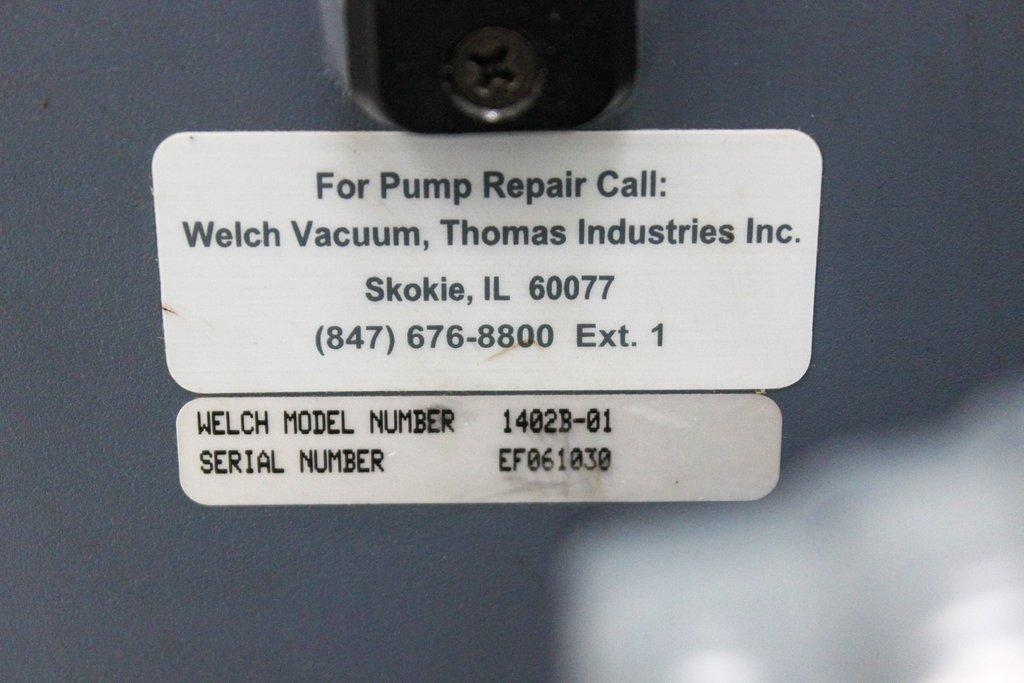 For Pump Repair Call:
Welch Vacuum, Thomas Industries Inc.
Skokie, IL 60077
(847) 676-8800 Ext. 1
WELCH MODEL NUMBER 1402B-01
SERIAL NUMBER EF061030